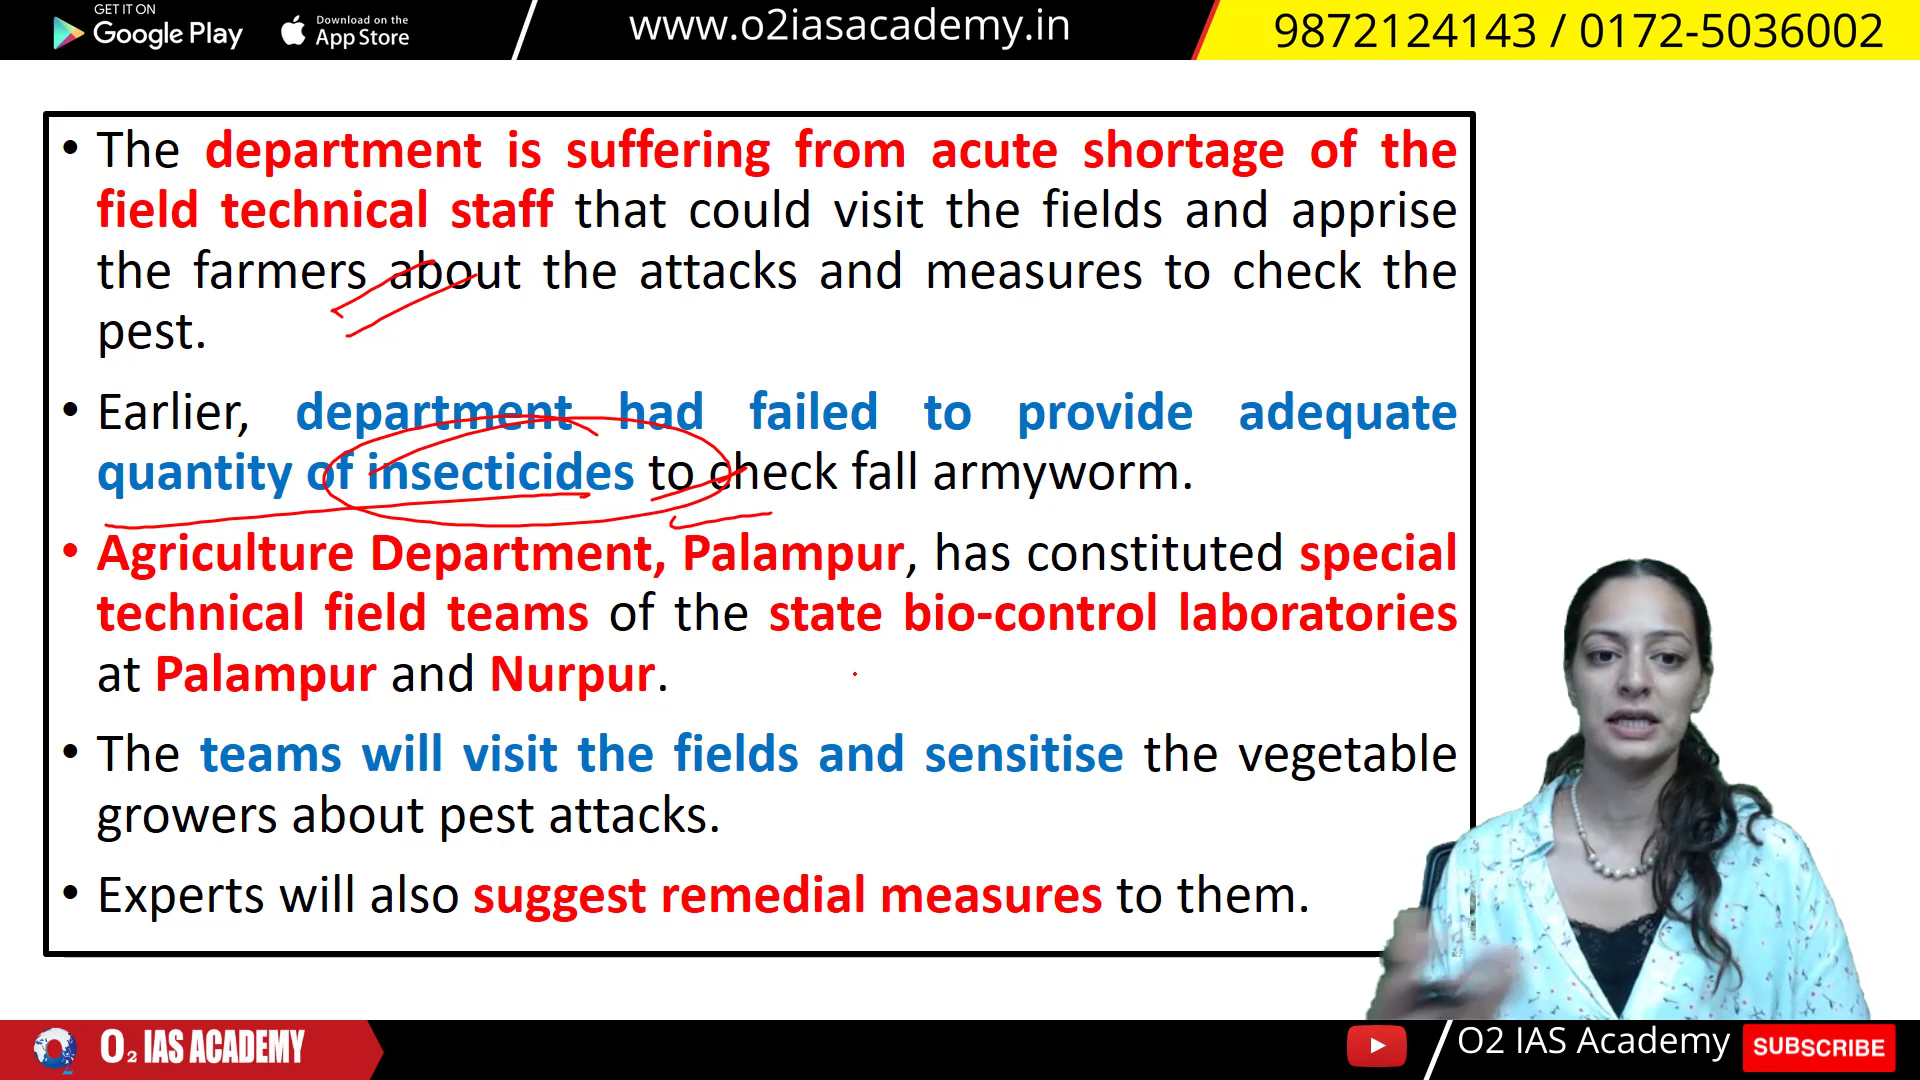 GET IT ON
Google Play
Download on the
App Store
www.o2iasacademy.in
9872124143 / 0172-5036002
• The department is suffering from acute shortage of the
field technical staff that could visit the fields and apprise
the farmers about the attacks and measures to check the
pest.
• Earlier, department had failed to provide adequate
quantity of insecticides to check fall armyworm.
• Agriculture Department, Palampur, has constituted special
technical field teams of the state bio-control laboratories
at Palampur and Nurpur.
• The teams will visit the fields and sensitise the vegetable
growers about pest attacks.
• Experts will also suggest remedial measures to them.
O2 IAS ACADEMY
O2 IAS Academy
SUBSCRIBE